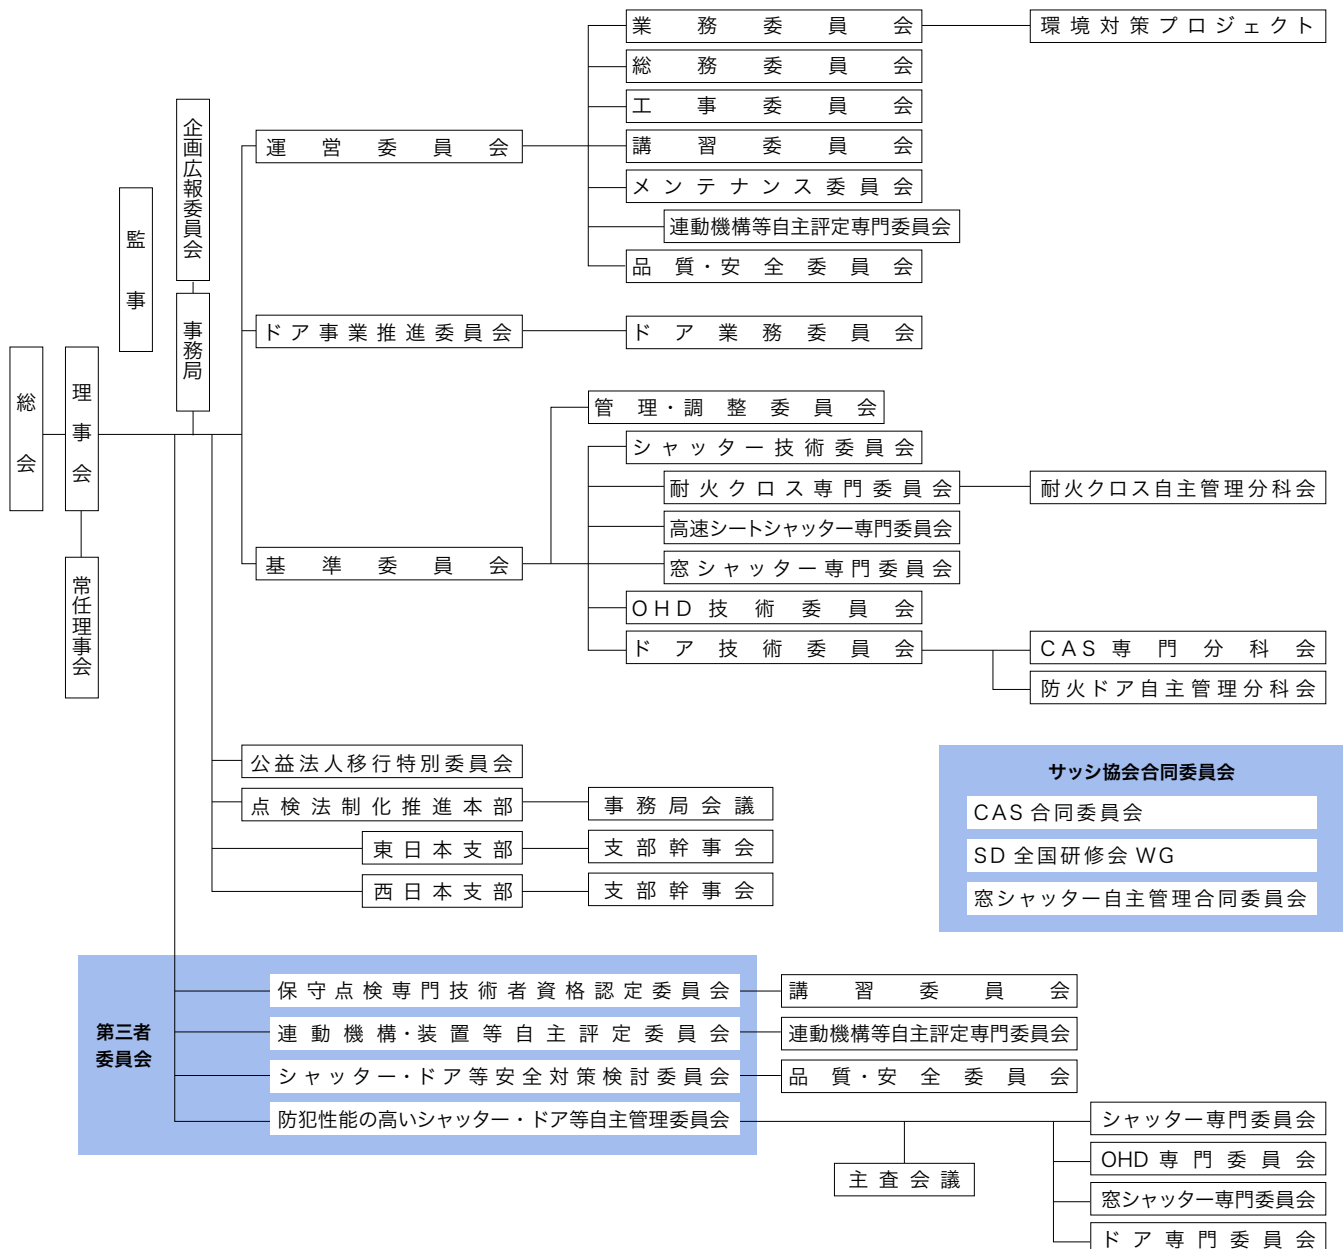 総会
理事会
常任理事会
監事
企画広報委員会
事務局
運営委員会
業務委員会
環境対策プロジェクト
総務委員会
工事委員会
講習委員会
メンテナンス委員会
連動機構等自主評定専門委員会
品質・安全委員会
ドア事業推進委員会
ドア業務委員会
基準委員会
管理・調整委員会
シャッター技術委員会
耐火クロス専門委員会
耐火クロス自主管理分科会
高速シートシャッター専門委員会
窓シャッター専門委員会
OHD技術委員会
ドア技術委員会
CAS専門分科会
防火ドア自主管理分科会
公益法人移行特別委員会
点検法制化推進本部
事務局会議
東日本支部
支部幹事会
西日本支部
支部幹事会
サッシ協会合同委員会
CAS合同委員会
SD全国研修会WG
窓シャッター自主管理合同委員会
第三者
委員会
保守点検専門技術者資格認定委員会
講習委員会
連動機構・装置等自主評定委員会
連動機構等自主評定専門委員会
シャッター・ドア等安全対策検討委員会
品質・安全委員会
防犯性能の高いシャッター・ドア等自主管理委員会
主査会議
シャッター専門委員会
OHD専門委員会
窓シャッター専門委員会
ドア専門委員会